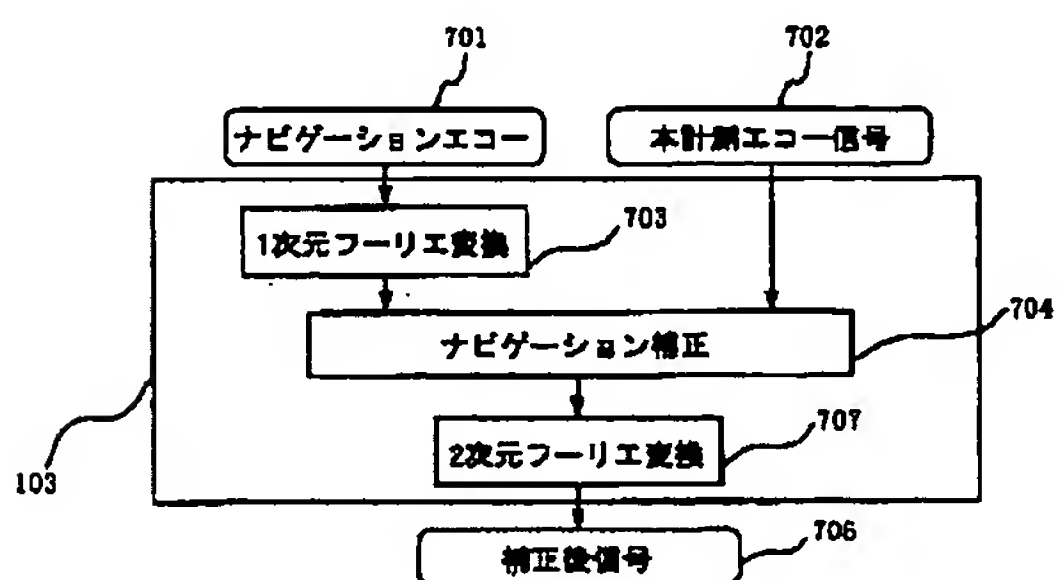 701
702
ナビゲーションエコー
本計測エコー信号
703
1次元フーリエ変換
704
ナビゲーション補正
707
2次元フーリエ変換
103
706
補正後信号